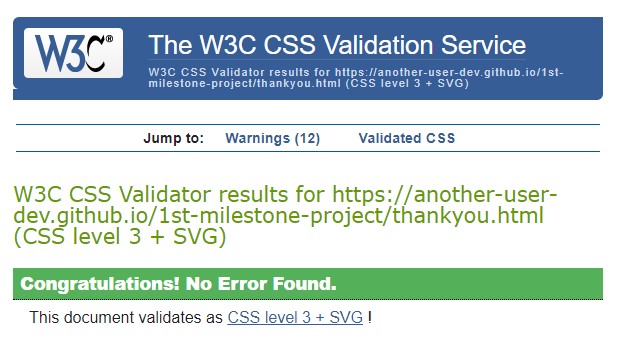 W3C®
The W3C CSS Validation Service
W3C CSS Validator results for https://another-user-dev.github.io/1st-
milestone-project/thankyou.html (CSS level 3 + SVG)
Jump to: Warnings (12) Validated CSS
W3C CSS Validator results for https://another-user-
dev.github.io/1st-milestone-project/thankyou.html
(CSS level 3 + SVG)
Congratulations! No Error Found.
This document validates as CSS level 3 + SVG !